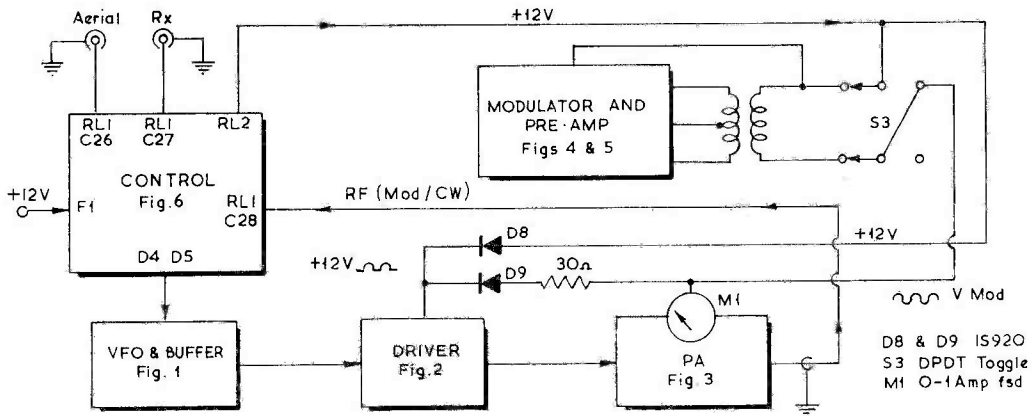 Aerial
Rx
+12V
RL1
C26
RL1
C27
RL2
CONTROL
Fig.6
+12V
F1
RL1
C28
D4 D5
MODULATOR AND
PRE-AMP
Figs 4 & 5
S3
RF (Mod/CW)
D8
+12V
+12V
D9
30Ω
M1
V Mod
VFO & BUFFER
Fig. 1
DRIVER
Fig.2
PA
Fig. 3
D8 & D9 IS920
S3 DPDT Toggle
M1 0-1Amp fsd